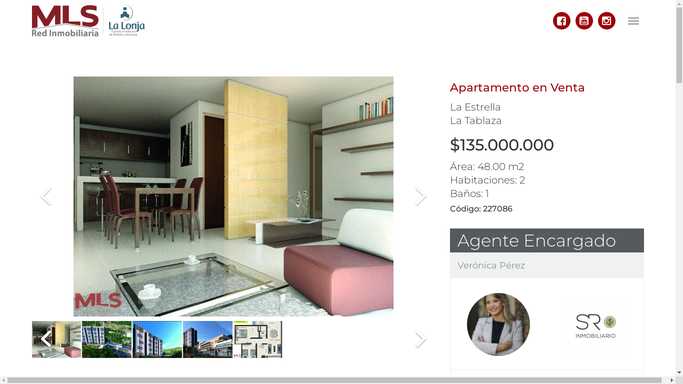 MLS
Red Inmobiliaria
La Lonja
Apartamento en Venta
La Estrella
La Tablaza
$135.000.000
Área: 48.00 m2
Habitaciones: 2
Baños: 1
Código: 227086
Agente Encargado
Verónica Pérez
SR
INMOBILIARIO
MLS